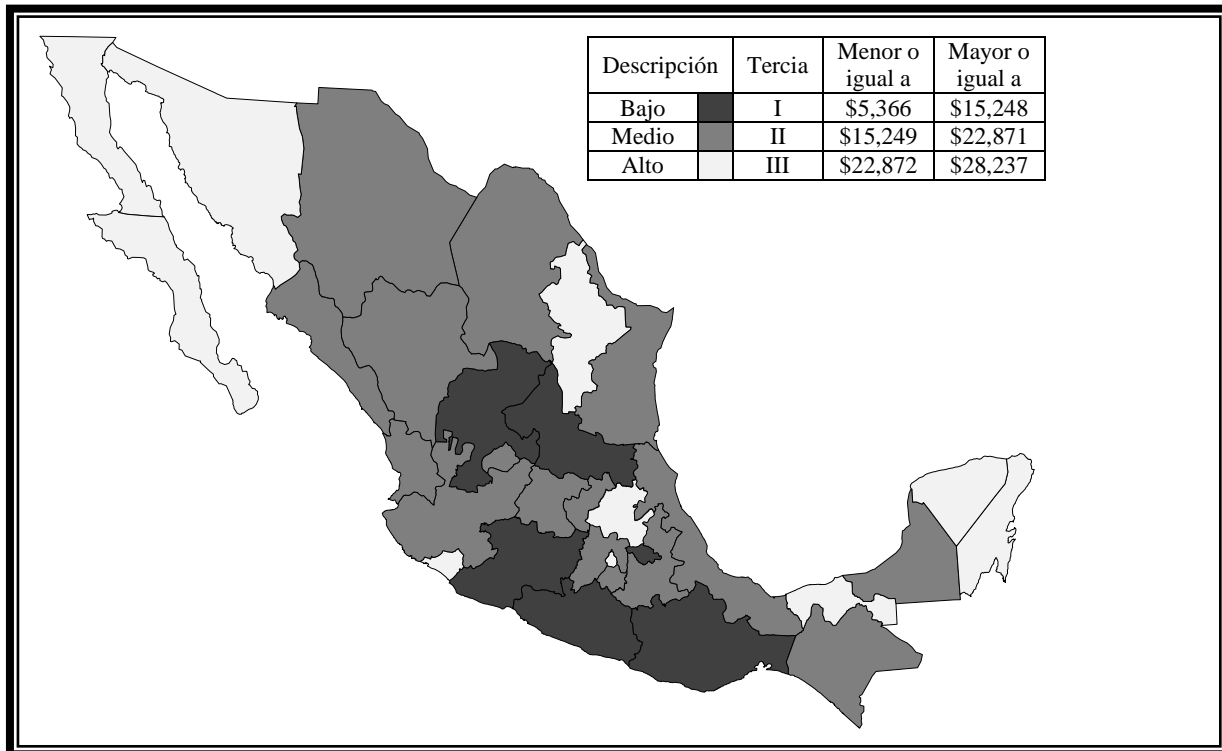 Descripción Tercia Menor o igual a Mayor o igual a
Bajo I $5,366 $15,248
Medio II $15,249 $22,871
Alto III $22,872 $28,237